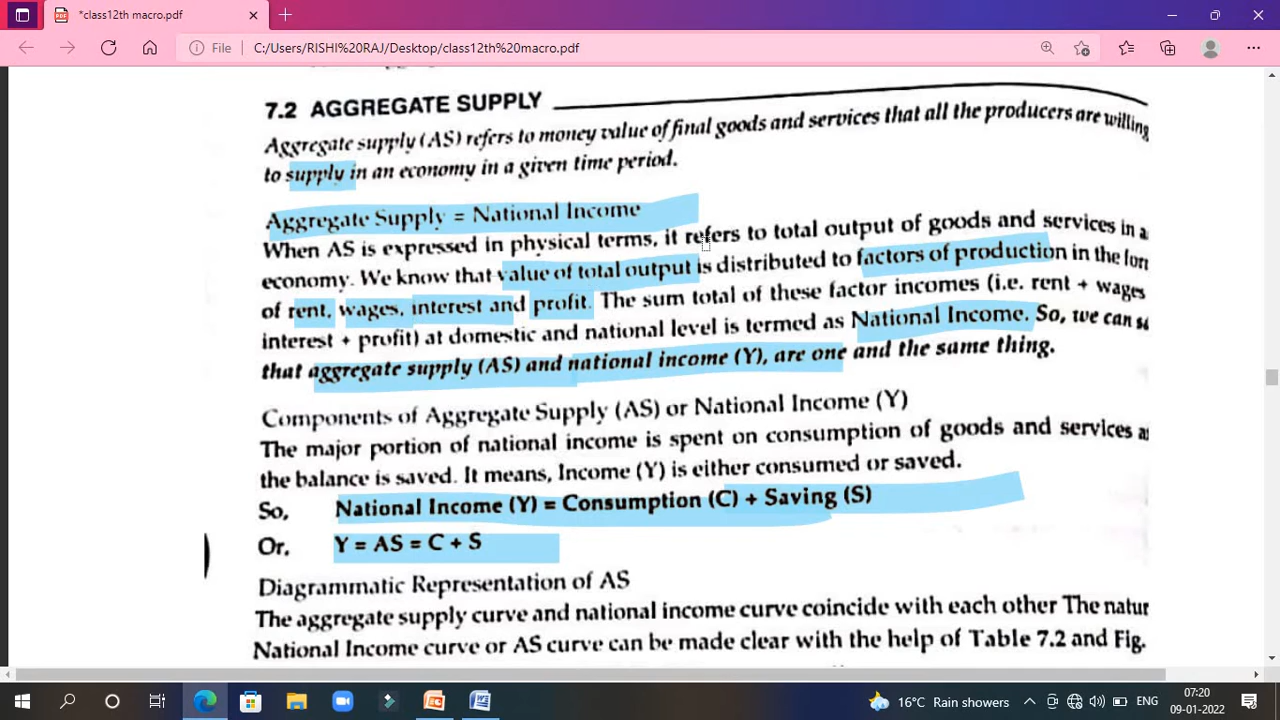 *class12th macro.pdf
File C:/Users/RISHI%20RAJ/Desktop/class12th%20macro.pdf
7.2 AGGREGATE SUPPLY
Aggregate supply (AS) refers to money value of final goods and services that all the producers are willing
to supply in an economy in a given time period.
Aggregate Supply = National Income
When AS is expressed in physical terms, it refers to total output of goods and services in a
economy. We know that value of total output is distributed to factors of production in the for
of rent, wages, interest and profit. The sum total of these factor incomes (i.e. rent + wages
interest + profit) at domestic and national level is termed as National Income. So, we can s
that aggregate supply (AS) and national income (Y), are one and the same thing.
Components of Aggregate Supply (AS) or National Income (Y)
The major portion of national income is spent on consumption of goods and services a
the balance is saved. It means, Income (Y) is either consumed or saved.
So, National Income (Y) = Consumption (C) + Saving (S)
Or, Y = AS = C + S
Diagrammatic Representation of AS
The aggregate supply curve and national income curve coincide with each other The natur
National Income curve or AS curve can be made clear with the help of Table 7.2 and Fig.
16°C Rain showers ENG 07:20
09-01-2022